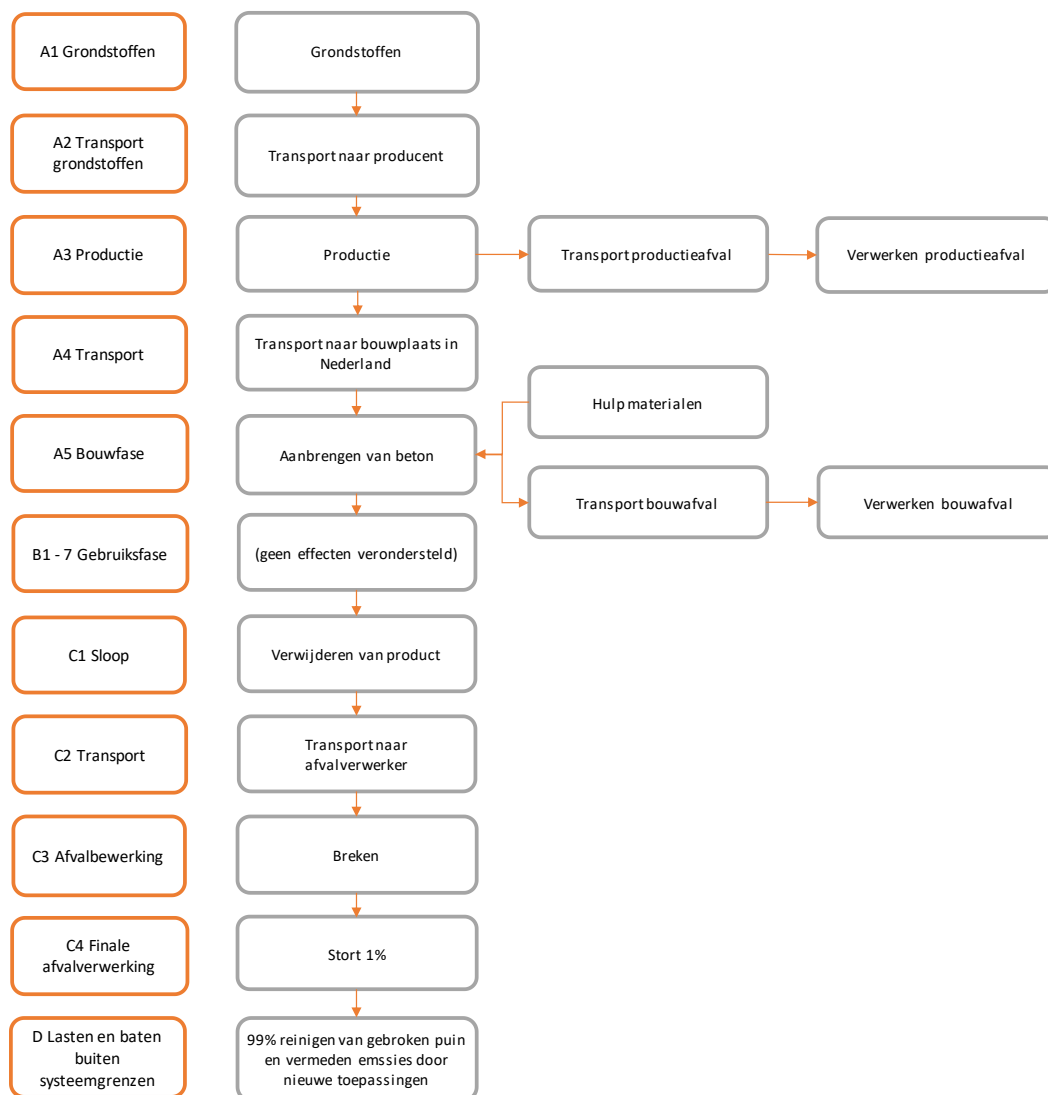 A1 Grondstoffen
Grondstoffen
A2 Transport
grondstoffen
Transport naar producent
A3 Productie
Productie
Transport productieafval
Verwerken productieafval
A4 Transport
Transport naar bouwplaats in
Nederland
Hulp materialen
A5 Bouwfase
Aanbrengen van beton
Transport bouwafval
Verwerken bouwafval
B1 - 7 Gebruiksfase
(geen effecten verondersteld)
C1 Sloop
Verwijderen van product
C2 Transport
Transport naar
afvalverwerker
C3 Afvalbewerking
Breken
C4 Finale
afvalverwerking
Stort 1%
D Lasten en baten
buiten
systeemgrenzen
99% reinigen van gebroken puin
en vermeden emssies door
nieuwe toepassingen